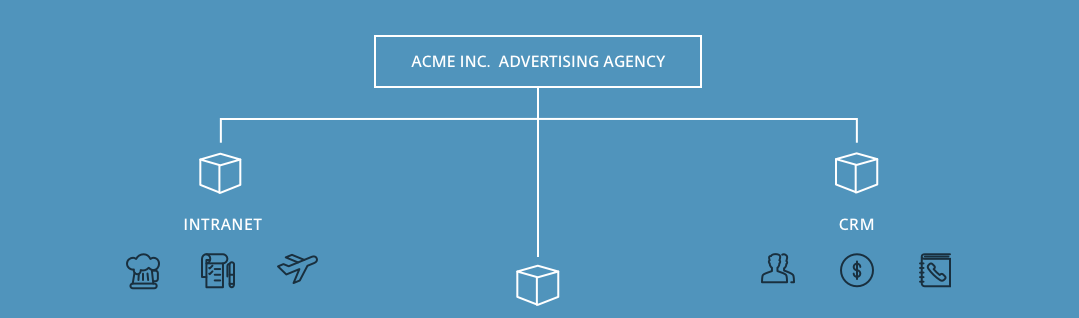 ACME INC.  ADVERTISING AGENCY
INTRANET
CRM
$